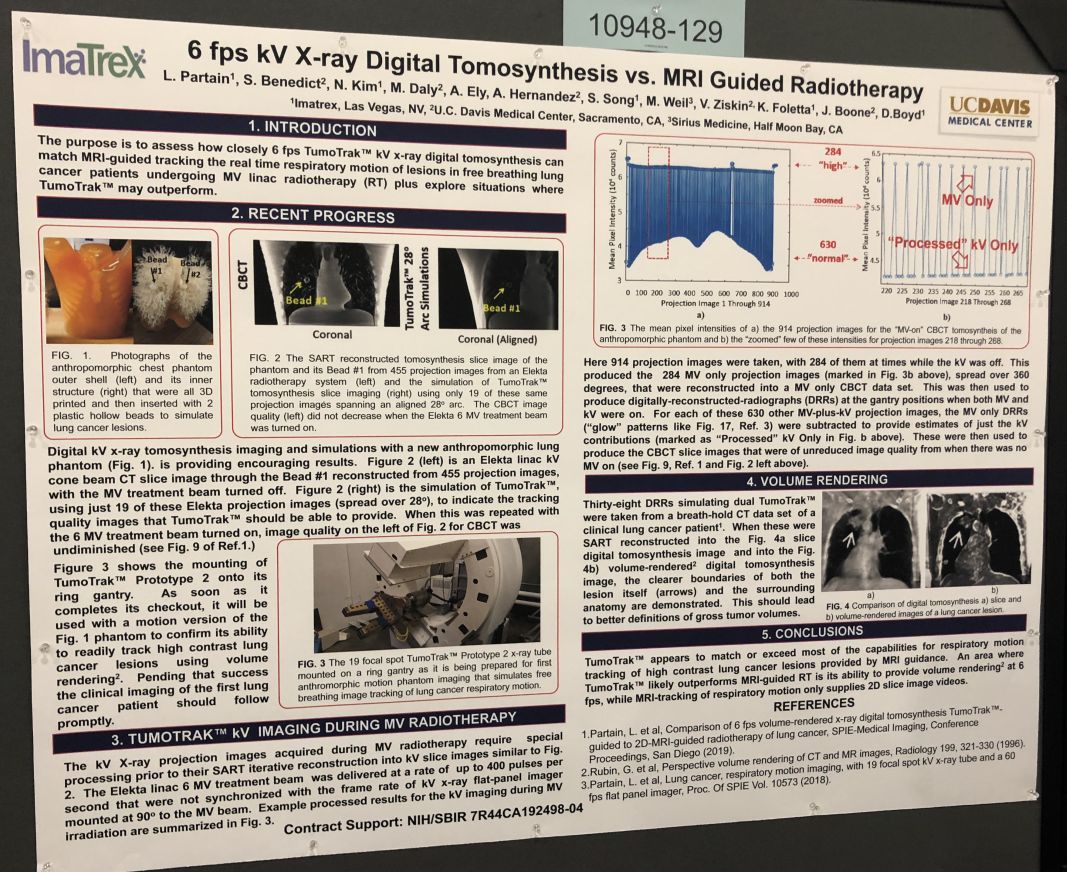 10948-129
ImaTrex
6 fps kV X-ray Digital Tomosynthesis vs. MRI Guided Radiotherapy
L. Partain¹, S. Benedict², N. Kim¹, M. Daly², A. Ely, A. Hernandez², S. Song¹, M. Weil³, V. Ziskin², K. Foletta¹, J. Boone², D.Boyd¹
¹Imatrex, Las Vegas, NV, ²U.C. Davis Medical Center, Sacramento, CA, ³Sirius Medicine, Half Moon Bay, CA
UCDAVIS
MEDICAL CENTER
1. INTRODUCTION
The purpose is to assess how closely 6 fps TumoTrak™ kV x-ray digital tomosynthesis can
match MRI-guided tracking the real time respiratory motion of lesions in free breathing lung
cancer patients undergoing MV linac radiotherapy (RT) plus explore situations where
TumoTrak™ may outperform.
2. RECENT PROGRESS
Bead
#1
Bead
#2
FIG. 1. Photographs of the
anthropomorphic chest phantom
outer shell (left) and its inner
structure (right) that were all 3D
printed and then inserted with 2
plastic hollow beads to simulate
lung cancer lesions.
CBCT
Bead #1
Coronal
TumoTrak™ 28°
Arc Simulations
Bead #1
Coronal (Aligned)
FIG. 2 The SART reconstructed tomosynthesis slice image of the
phantom and its Bead #1 from 455 projection images from an Elekta
radiotherapy system (left) and the simulation of TumoTrak™
tomosynthesis slice imaging (right) using only 19 of these same
projection images spanning an aligned 28° arc. The CBCT image
quality (left) did not decrease when the Elekta 6 MV treatment beam
was turned on.
Digital kV x-ray tomosynthesis imaging and simulations with a new anthropomorphic lung
phantom (Fig. 1). is providing encouraging results. Figure 2 (left) is an Elekta linac kV
cone beam CT slice image through the Bead #1 reconstructed from 455 projection images,
with the MV treatment beam turned off. Figure 2 (right) is the simulation of TumoTrak™,
using just 19 of these Elekta projection images (spread over 28°), to indicate the tracking
quality images that TumoTrak™ should be able to provide. When this was repeated with
the 6 MV treatment beam turned on, image quality on the left of Fig. 2 for CBCT was
undiminished (see Fig. 9 of Ref.1.)
Figure 3 shows the mounting of
TumoTrak™ Prototype 2 onto its
ring gantry. As soon as it
completes its checkout, it will be
used with a motion version of the
Fig. 1 phantom to confirm its ability
to readily track high contrast lung
cancer lesions using volume
rendering². Pending that success
the clinical imaging of the first lung
cancer patient should follow
promptly.
FIG. 3 The 19 focal spot TumoTrak™ Prototype 2 x-ray tube
mounted on a ring gantry as it is being prepared for first
anthromorphic motion phantom imaging that simulates free
breathing image tracking of lung cancer respiratory motion.
3. TUMOTRAK™ kV IMAGING DURING MV RADIOTHERAPY
The kV X-ray projection images acquired during MV radiotherapy require special
processing prior to their SART iterative reconstruction into kV slice images similar to Fig.
2. The Elekta linac 6 MV treatment beam was delivered at a rate of up to 400 pulses per
second that were not synchronized with the frame rate of kV x-ray flat-panel imager
mounted at 90° to the MV beam. Example processed results for the kV imaging during MV
irradiation are summarized in Fig. 3.
Contract Support: NIH/SBIR 7R44CA192498-04
Mean Pixel Intensity (10⁴ counts)
7
6
5
4
3
0 100 200 300 400 500 600 700 800 900 1000
Projection Image 1 Through 914
a)
284
"high"
zoomed
630
"normal"
Mean Pixel Intensity (10⁴ counts)
6.5
6
5.5
5
4.5
MV Only
"Processed" kV Only
220 225 230 235 240 245 250 255 260 265
Projection Image 218 Through 268
b)
FIG. 3 The mean pixel intensities of a) the 914 projection images for the "MV-on" CBCT tomosyntheis of the
anthropomorphic phantom and b) the "zoomed" few of these intensities for projection images 218 through 268.
Here 914 projection images were taken, with 284 of them at times while the kV was off. This
produced the 284 MV only projection images (marked in Fig. 3b above), spread over 360
degrees, that were reconstructed into a MV only CBCT data set. This was then used to
produce digitally-reconstructed-radiographs (DRRs) at the gantry positions when both MV and
kV were on. For each of these 630 other MV-plus-kV projection images, the MV only DRRs
("glow" patterns like Fig. 17, Ref. 3) were subtracted to provide estimates of just the kV
contributions (marked as "Processed" kV Only in Fig. b above). These were then used to
produce the CBCT slice images that were of unreduced image quality from when there was no
MV on (see Fig. 9, Ref. 1 and Fig. 2 left above).
4. VOLUME RENDERING
Thirty-eight DRRs simulating dual TumoTrak™
were taken from a breath-hold CT data set of a
clinical lung cancer patient¹. When these were
SART reconstructed into the Fig. 4a slice
digital tomosynthesis image and into the Fig.
4b) volume-rendered² digital tomosynthesis
image, the clearer boundaries of both the
lesion itself (arrows) and the surrounding
anatomy are demonstrated. This should lead
to better definitions of gross tumor volumes.
a)
b)
FIG. 4 Comparison of digital tomosynthesis a) slice and
b) volume-rendered images of a lung cancer lesion.
5. CONCLUSIONS
TumoTrak™ appears to match or exceed most of the capabilities for respiratory motion
tracking of high contrast lung cancer lesions provided by MRI guidance. An area where
TumoTrak™ likely outperforms MRI-guided RT is its ability to provide volume rendering² at 6
fps, while MRI-tracking of respiratory motion only supplies 2D slice image videos.
REFERENCES
1.Partain, L. et al, Comparison of 6 fps volume-rendered x-ray digital tomosynthesis TumoTrak™-
guided to 2D-MRI-guided radiotherapy of lung cancer, SPIE-Medical Imaging, Conference
Proceedings, San Diego (2019).
2.Rubin, G. et al, Perspective volume rendering of CT and MR images, Radiology 199, 321-330 (1996).
3.Partain, L. et al, Lung cancer, respiratory motion imaging, with 19 focal spot kV x-ray tube and a 60
fps flat panel imager, Proc. Of SPIE Vol. 10573 (2018).